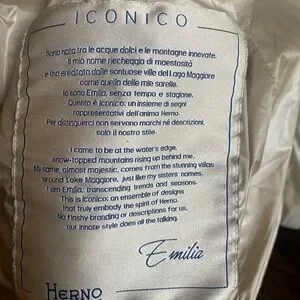 ICONICO
Sono nata tra le acque dolci e le montagne innevate.
Il mio nome riecheggia di maestosità
e l'ho ereditato dalle sontuose ville del Lago Maggiore
come quella delle mie sorelle.
Io sono Emilia, senza tempo e stagione.
Questo è Iconico: un insieme di segni
rappresentativi dell'anima Herno.
Per distinguerci non servono marchi né descrizioni,
solo il nostro stile.
I came to be at the water's edge,
snow-topped mountains rising up behind me.
My name, almost majestic, comes from the stunning villas
around Lake Maggiore, just like my sisters' names.
I am Emilia, transcending trends and seasons.
This is Iconico: an ensemble of designs
that truly embody the spirit of Herno.
No flashy branding or descriptions for us,
our innate style does all the talking.
Emilia
HERNO